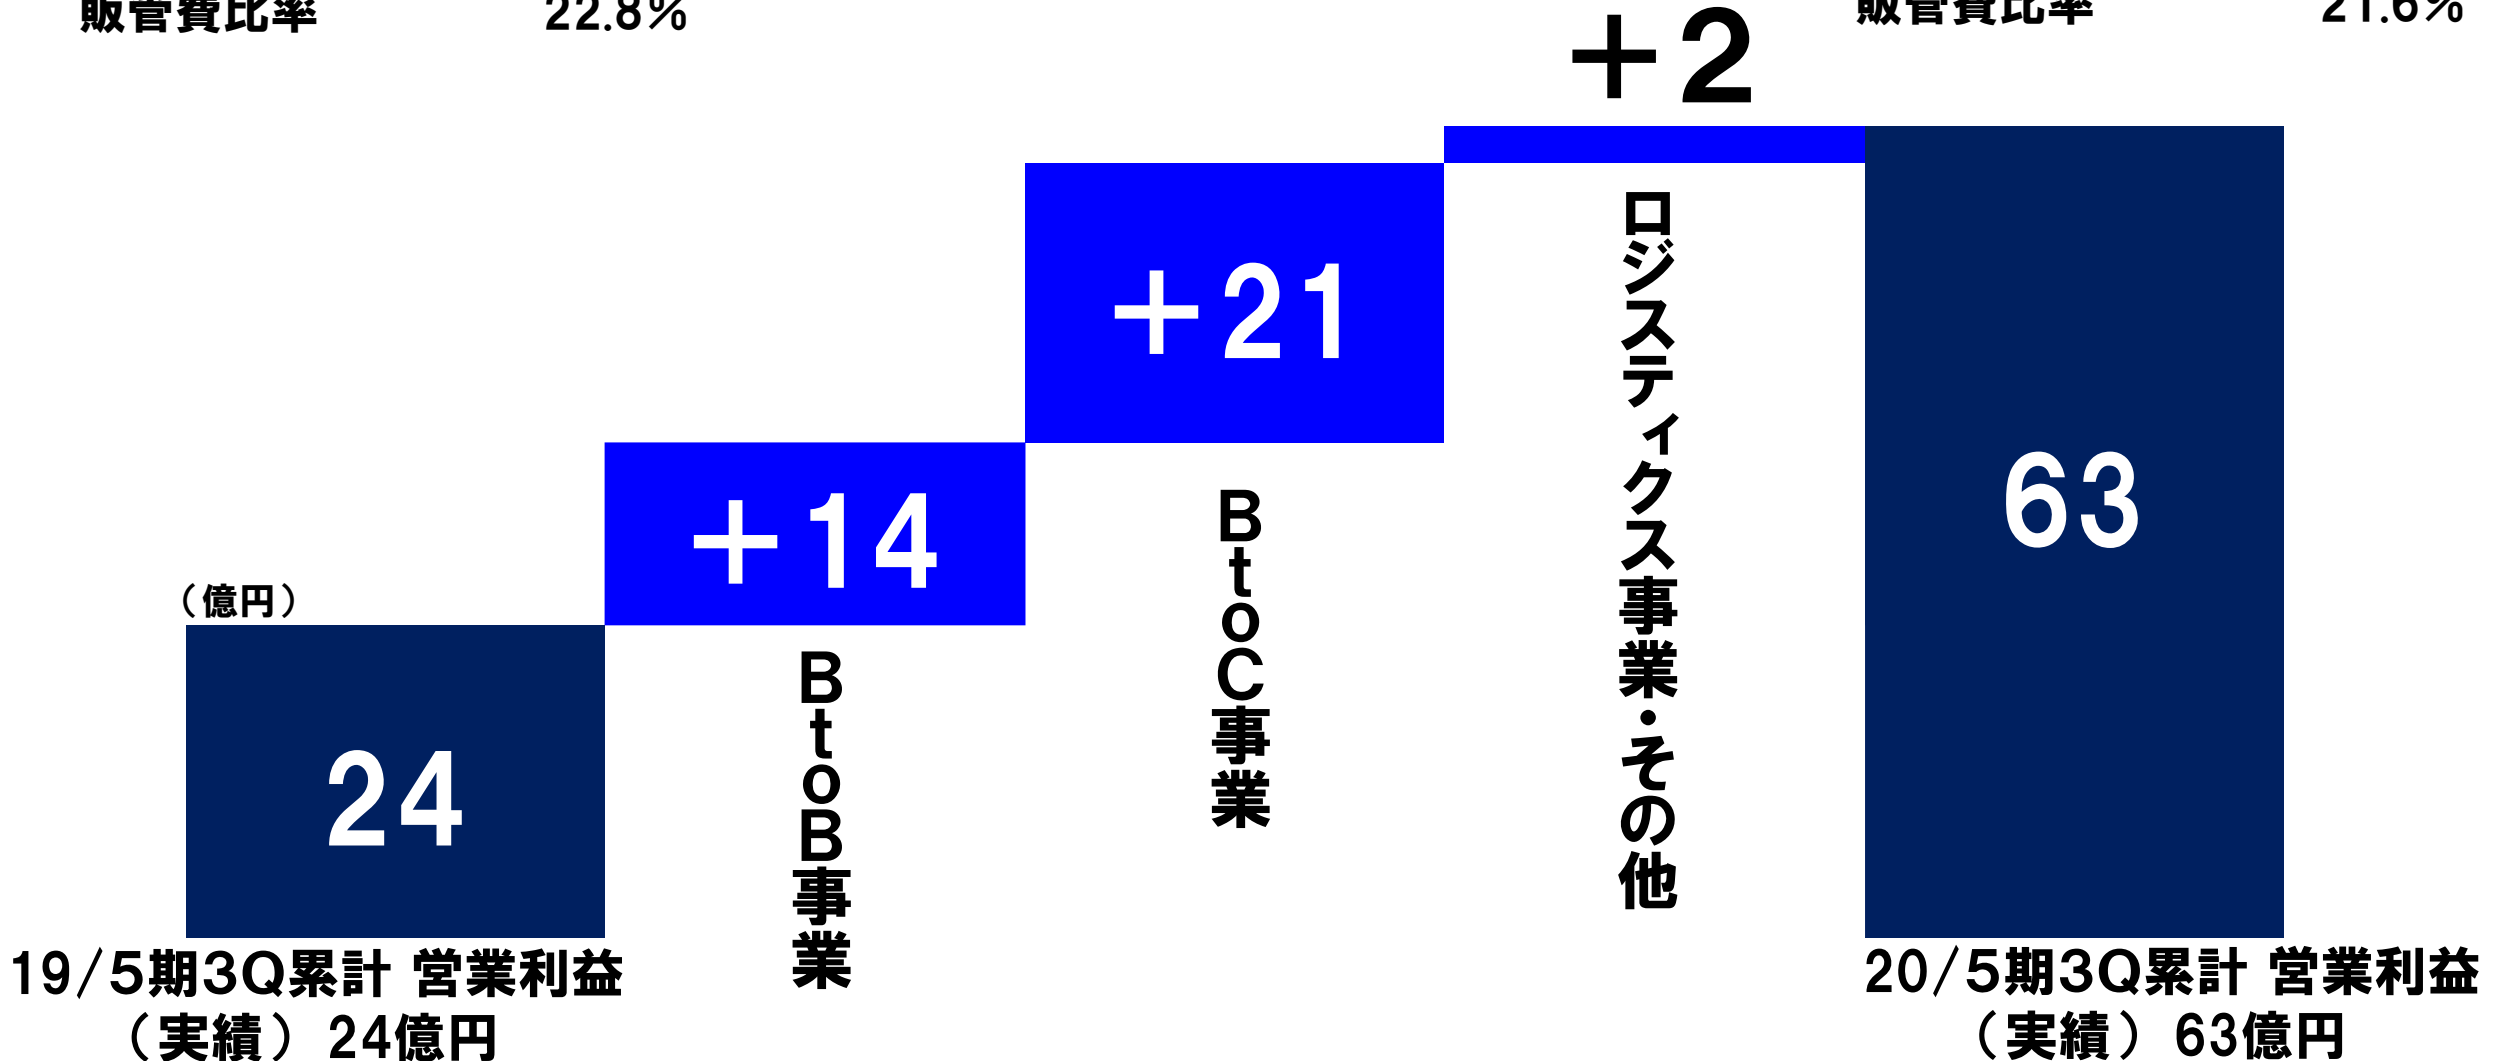 販管費比率
22.8%
販管費比率
21.8%
+2
+21
ロジスティクス事業・その他
+14
BtoC事業
63
(億円)
BtoB事業
24
19/5期3Q累計 営業利益
(実績) 24億円
20/5期3Q累計 営業利益
(実績) 63億円